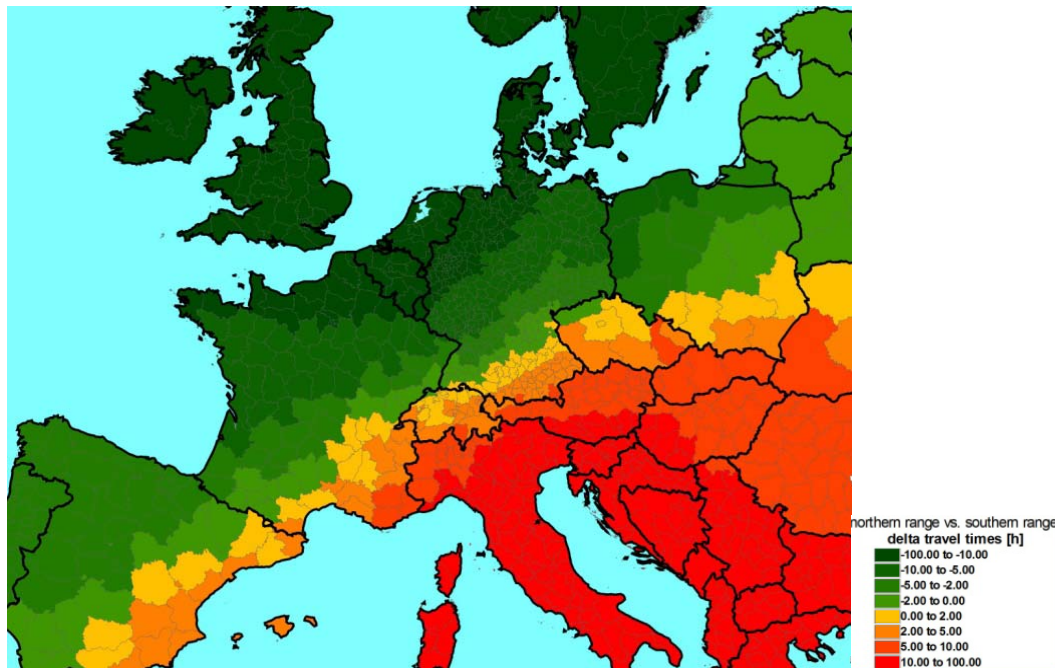 northern range vs. southern range
delta travel times [h]
-100.00 to -10.00
-10.00 to -5.00
-5.00 to -2.00
-2.00 to 0.00
0.00 to 2.00
2.00 to 5.00
5.00 to 10.00
10.00 to 100.00